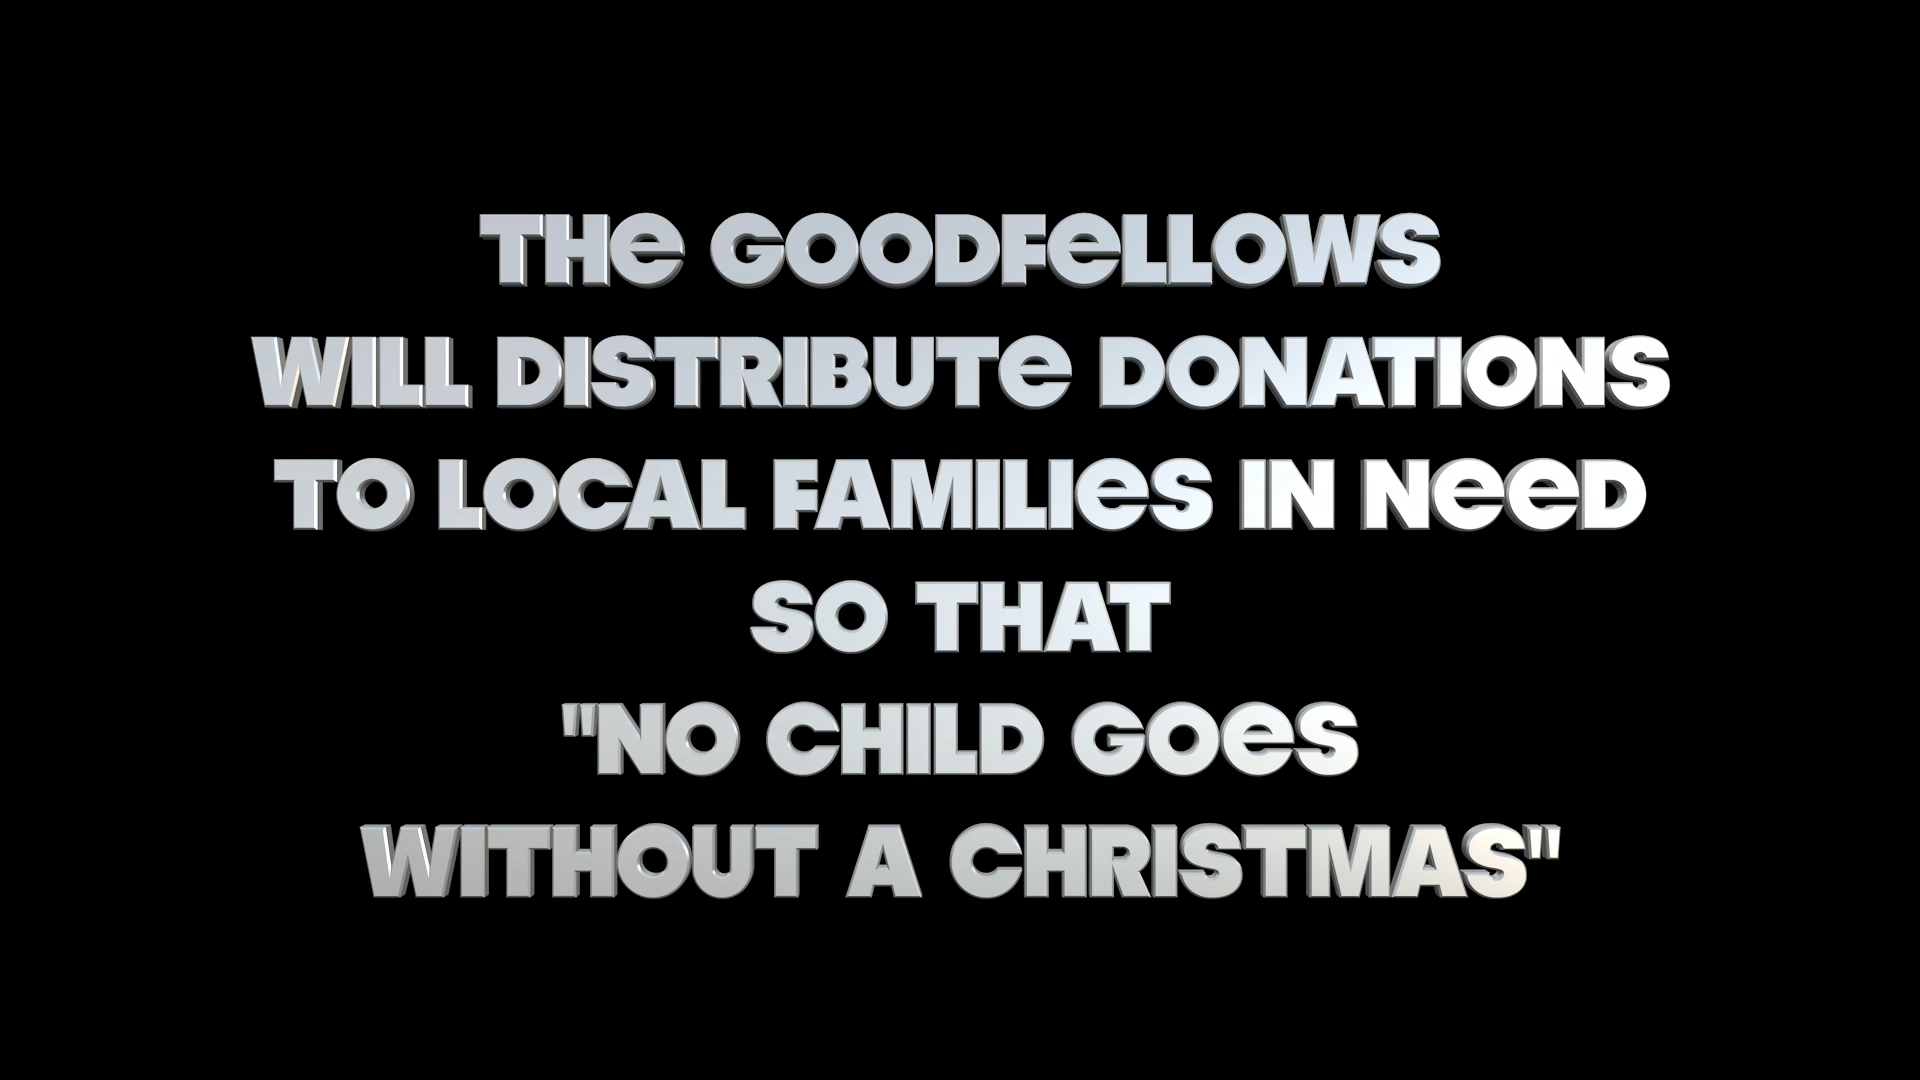 THe GOODFeLLOWS
WILL DISTRIBUTe DONATIONS
TO LOCAL FAMILIeS IN NeeD
SO THAT
"NO CHILD GOeS
WITHOUT A CHRISTMAS"